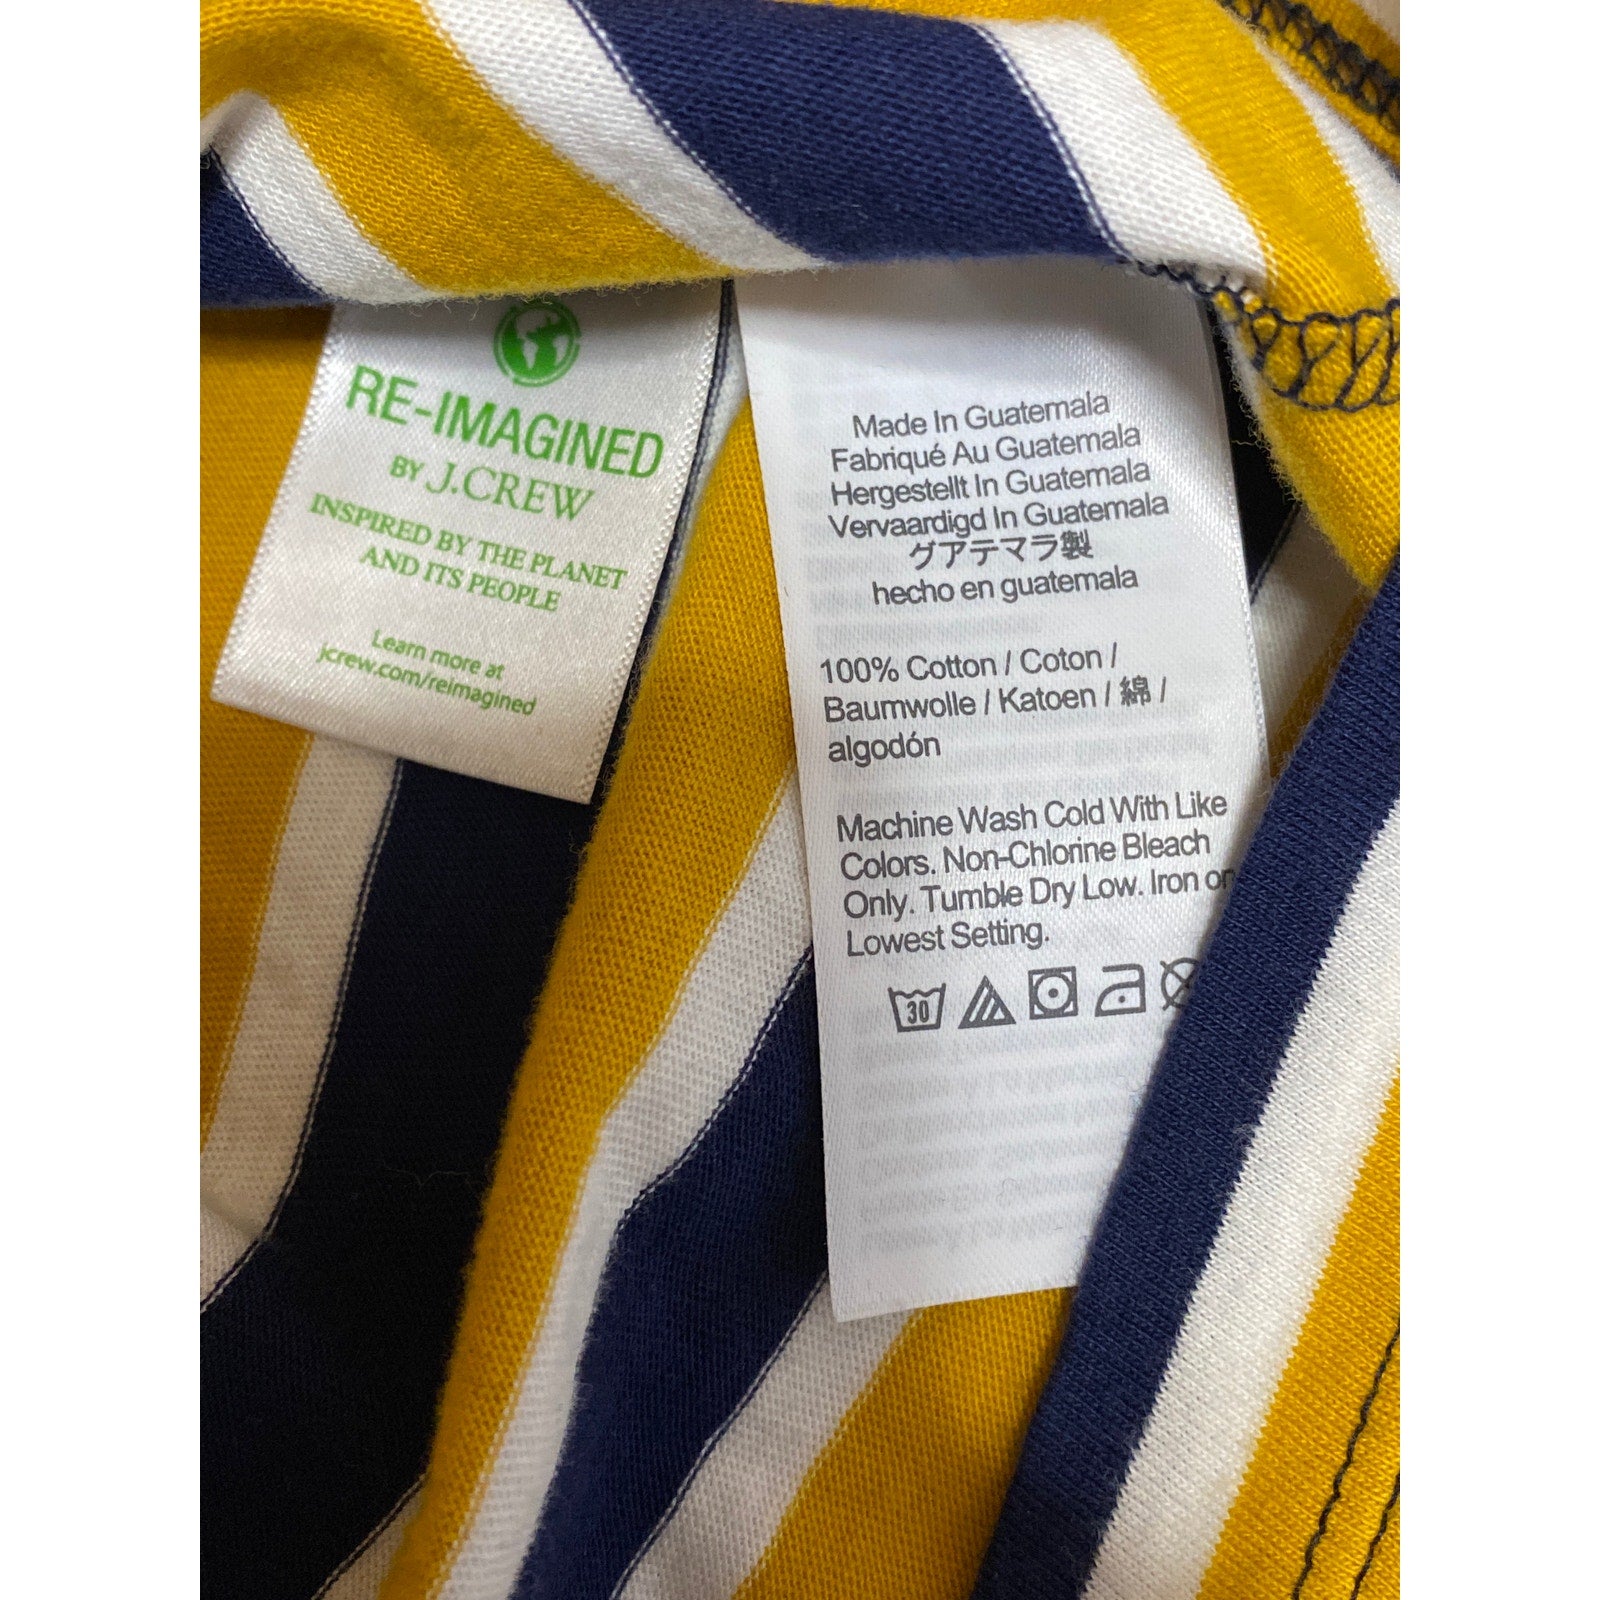 RE-IMAGINED
BY J.CREW
INSPIRED BY THE PLANET
AND ITS PEOPLE
Learn more at
jcrew.com/reimagined
Made In Guatemala
Fabriqué Au Guatemala
Hergestellt In Guatemala
Vervaardigd In Guatemala
グアテマラ製
hecho en guatemala
100% Cotton / Coton /
Baumwolle / Katoen / 綿 /
algodón
Machine Wash Cold With Like
Colors. Non-Chlorine Bleach
Only. Tumble Dry Low. Iron on
Lowest Setting.
30